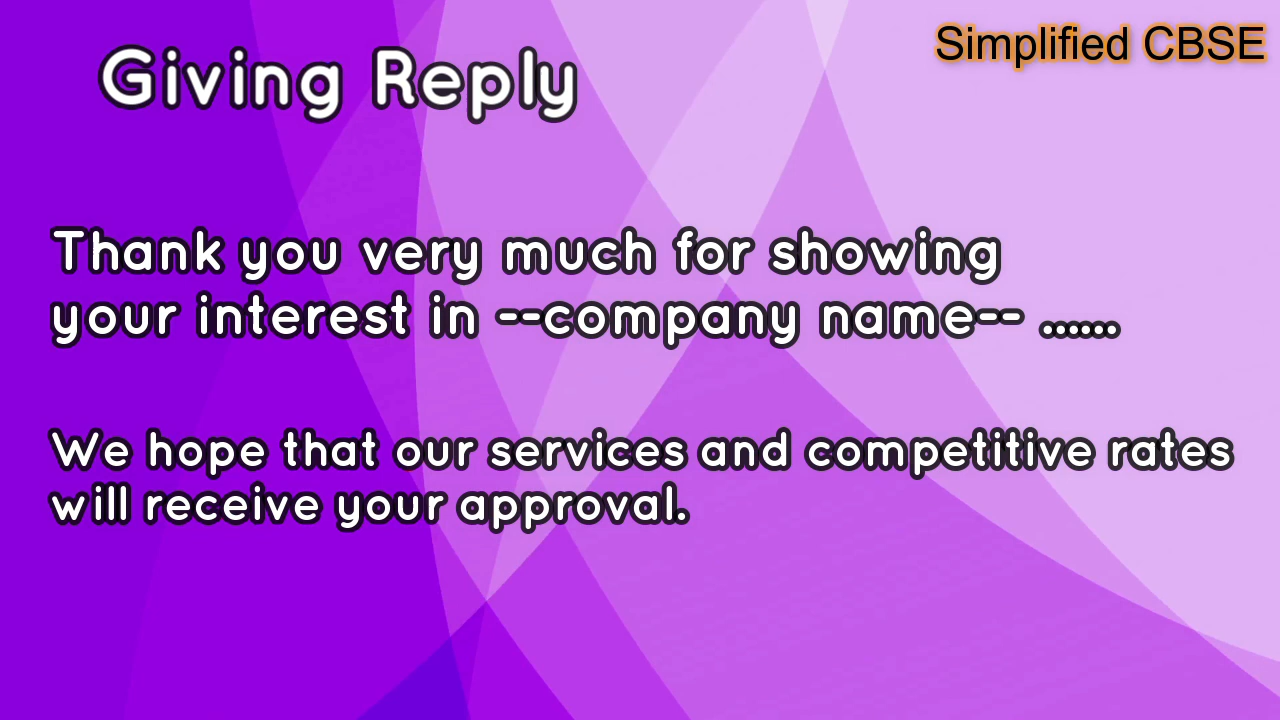 Simplified CBSE
Giving Reply
Thank you very much for showing
your interest in --company name-- ......
We hope that our services and competitive rates
will receive your approval.